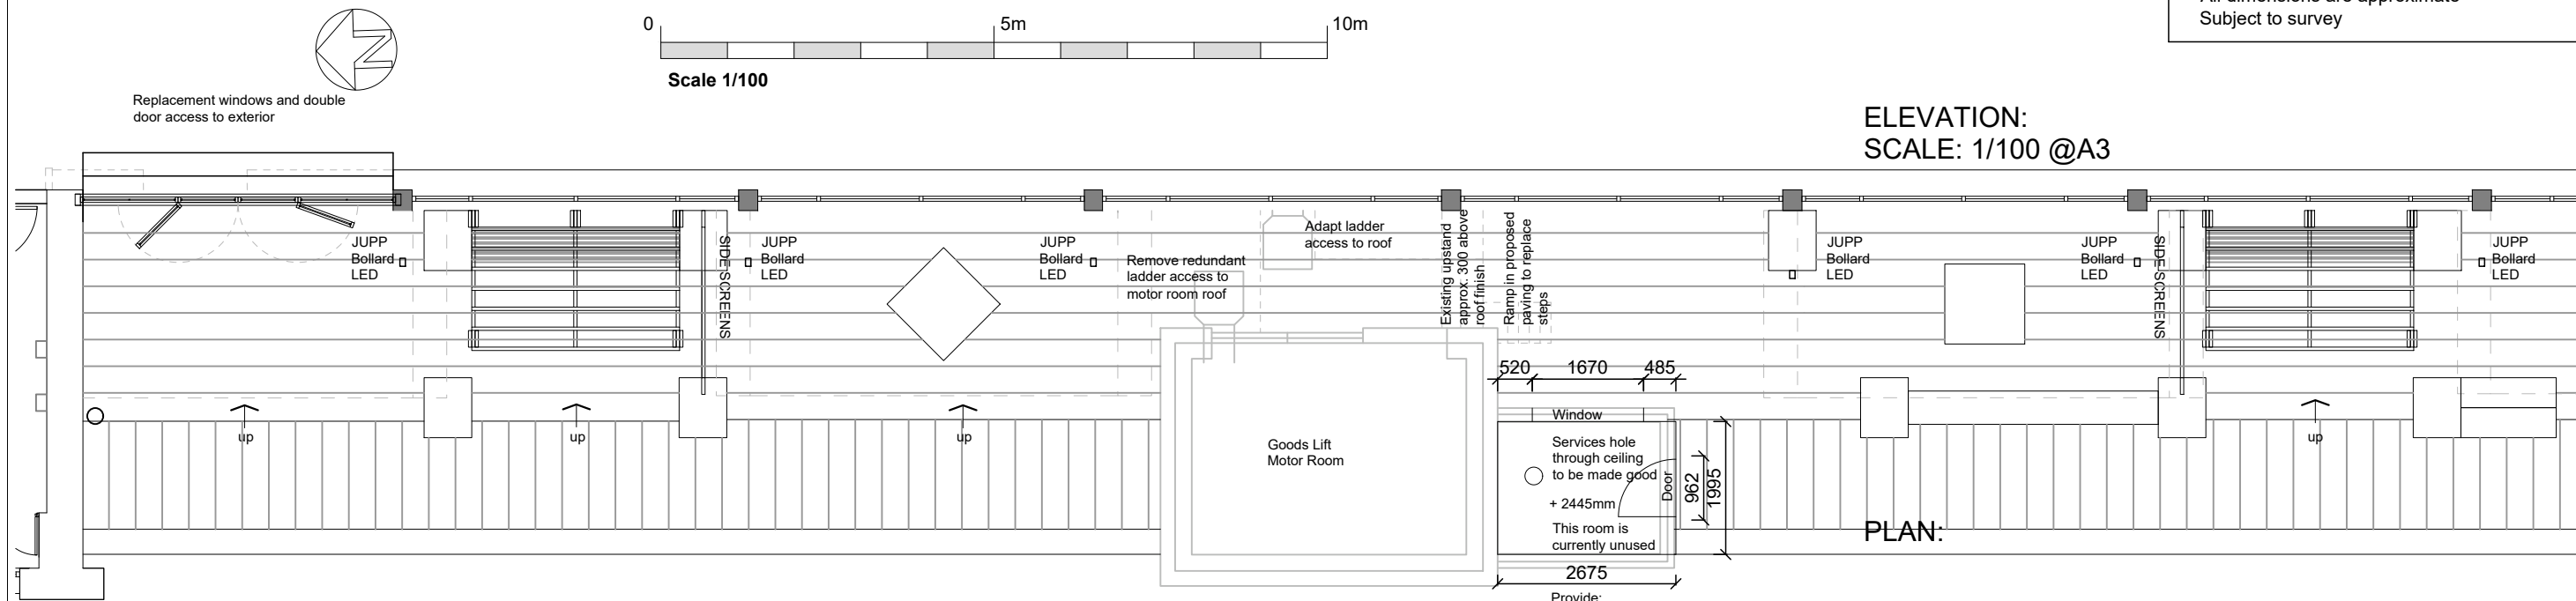 All dimensions are approximate
Subject to survey
0
5m
10m
Scale 1/100
N
Replacement windows and double
door access to exterior
ELEVATION:
SCALE: 1/100 @A3
JUPP
Bollard
LED
SIDE SCREENS
JUPP
Bollard
LED
JUPP
Bollard
LED
Remove redundant
ladder access to
motor room roof
Adapt ladder
access to roof
Existing upstand
approx. 300 above
roof finish
Ramp in proposed
paving to replace
steps
JUPP
Bollard
LED
JUPP
Bollard
LED
SIDE SCREENS
JUPP
Bollard
LED
520
1670
485
up
up
up
Goods Lift
Motor Room
Window
Services hole
through ceiling
to be made good
+ 2445mm
This room is
currently unused
Door
962
1995
PLAN:
up
2675
Provide: